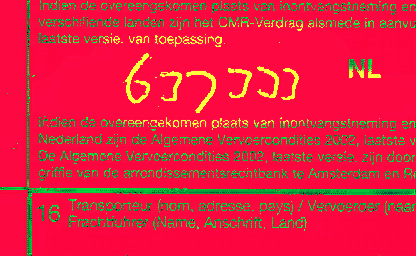 Indien de overeengekomen plaats van inontvangstneming en
verschillende landen zijn het CMR-Verdrag alsmede in aanvu
laatste versie, van toepassing.
NL
Indien de overeengekomen plaats van inontvangstneming en
Nederland zijn de Algemene Vervoercondities 2002, laatste v
De Algemene Vervoercondities 2002, laatste versie, zijn door
griffie van de arrondissementsrechtbank te Amsterdam en Ro
16 Transporteur (nom, adresse, pays) / Vervoerder (naam
Frachtführer (Name, Anschrift, Land)